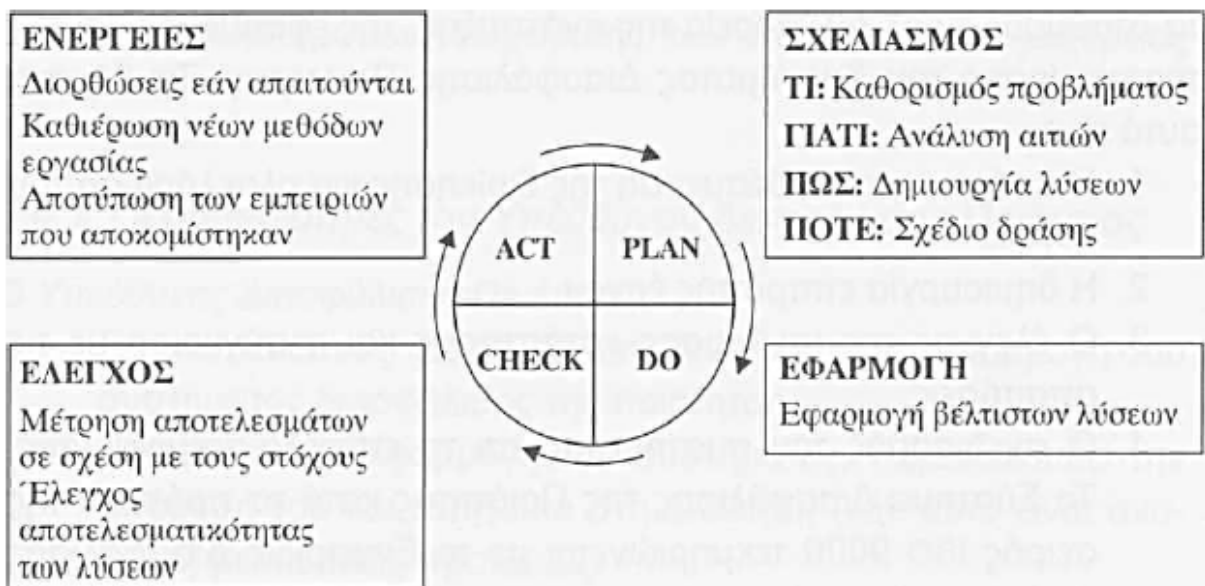 ΕΝΕΡΓΕΙΕΣ
Διορθώσεις εάν απαιτούνται
Καθιέρωση νέων μεθόδων
εργασίας
Αποτύπωση των εμπειριών
που αποκομίστηκαν
ΣΧΕΔΙΑΣΜΟΣ
ΤΙ: Καθορισμός προβλήματος
ΓΙΑΤΙ: Ανάλυση αιτιών
ΠΩΣ: Δημιουργία λύσεων
ΠΟΤΕ: Σχέδιο δράσης
ACT
PLAN
CHECK
DO
ΕΛΕΓΧΟΣ
Μέτρηση αποτελεσμάτων
σε σχέση με τους στόχους
Έλεγχος
αποτελεσματικότητας
των λύσεων
ΕΦΑΡΜΟΓΗ
Εφαρμογή βέλτιστων λύσεων